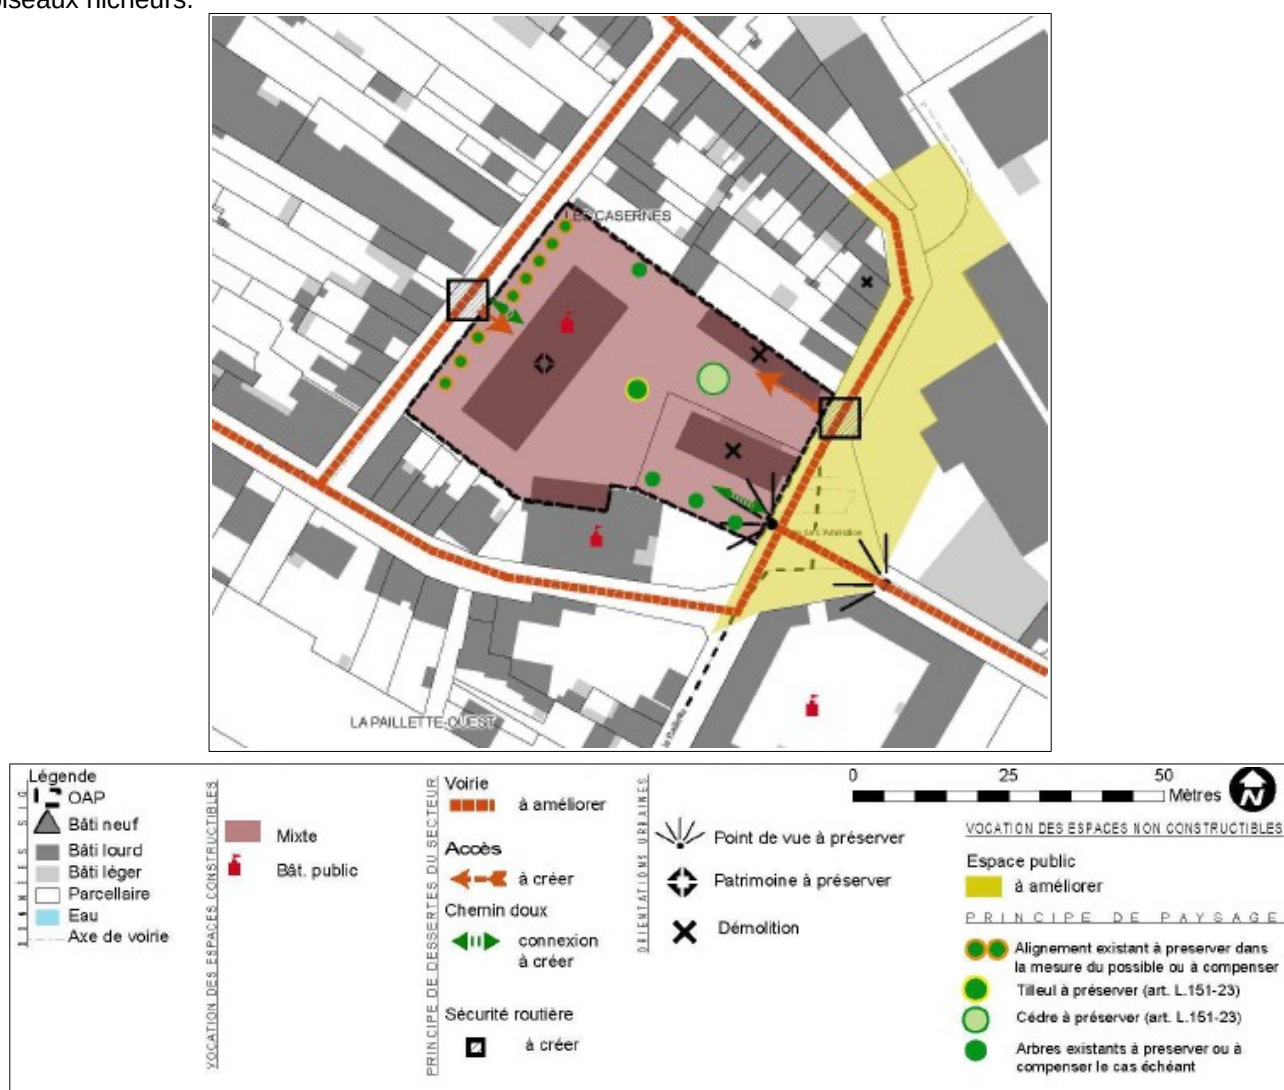 oiseaux nicheurs.
LES CASERNES
LA PAILLETTE-OUEST
la Paillette
Légende
OAP
Bâti neuf
Bâti lourd
Bâti léger
Parcellaire
Eau
Axe de voirie
VOCATION DES ESPACES CONSTRUCTIBLES
Mixte
Bât. public
PRINCIPE DE DESSERTES DU SECTEUR
Voirie
à améliorer
Accès
à créer
Chemin doux
connexion
à créer
Sécurité routière
à créer
ORIENTATIONS URBAINES
Point de vue à préserver
Patrimoine à préserver
Démolition
0 25 50
Mètres
N
VOCATION DES ESPACES NON CONSTRUCTIBLES
Espace public
à améliorer
PRINCIPE DE PAYSAGE
Alignement existant à préserver dans
la mesure du possible ou à compenser
Tilleul à préserver (art. L.151-23)
Cèdre à préserver (art. L.151-23)
Arbres existants à preserver ou à
compenser le cas échéant